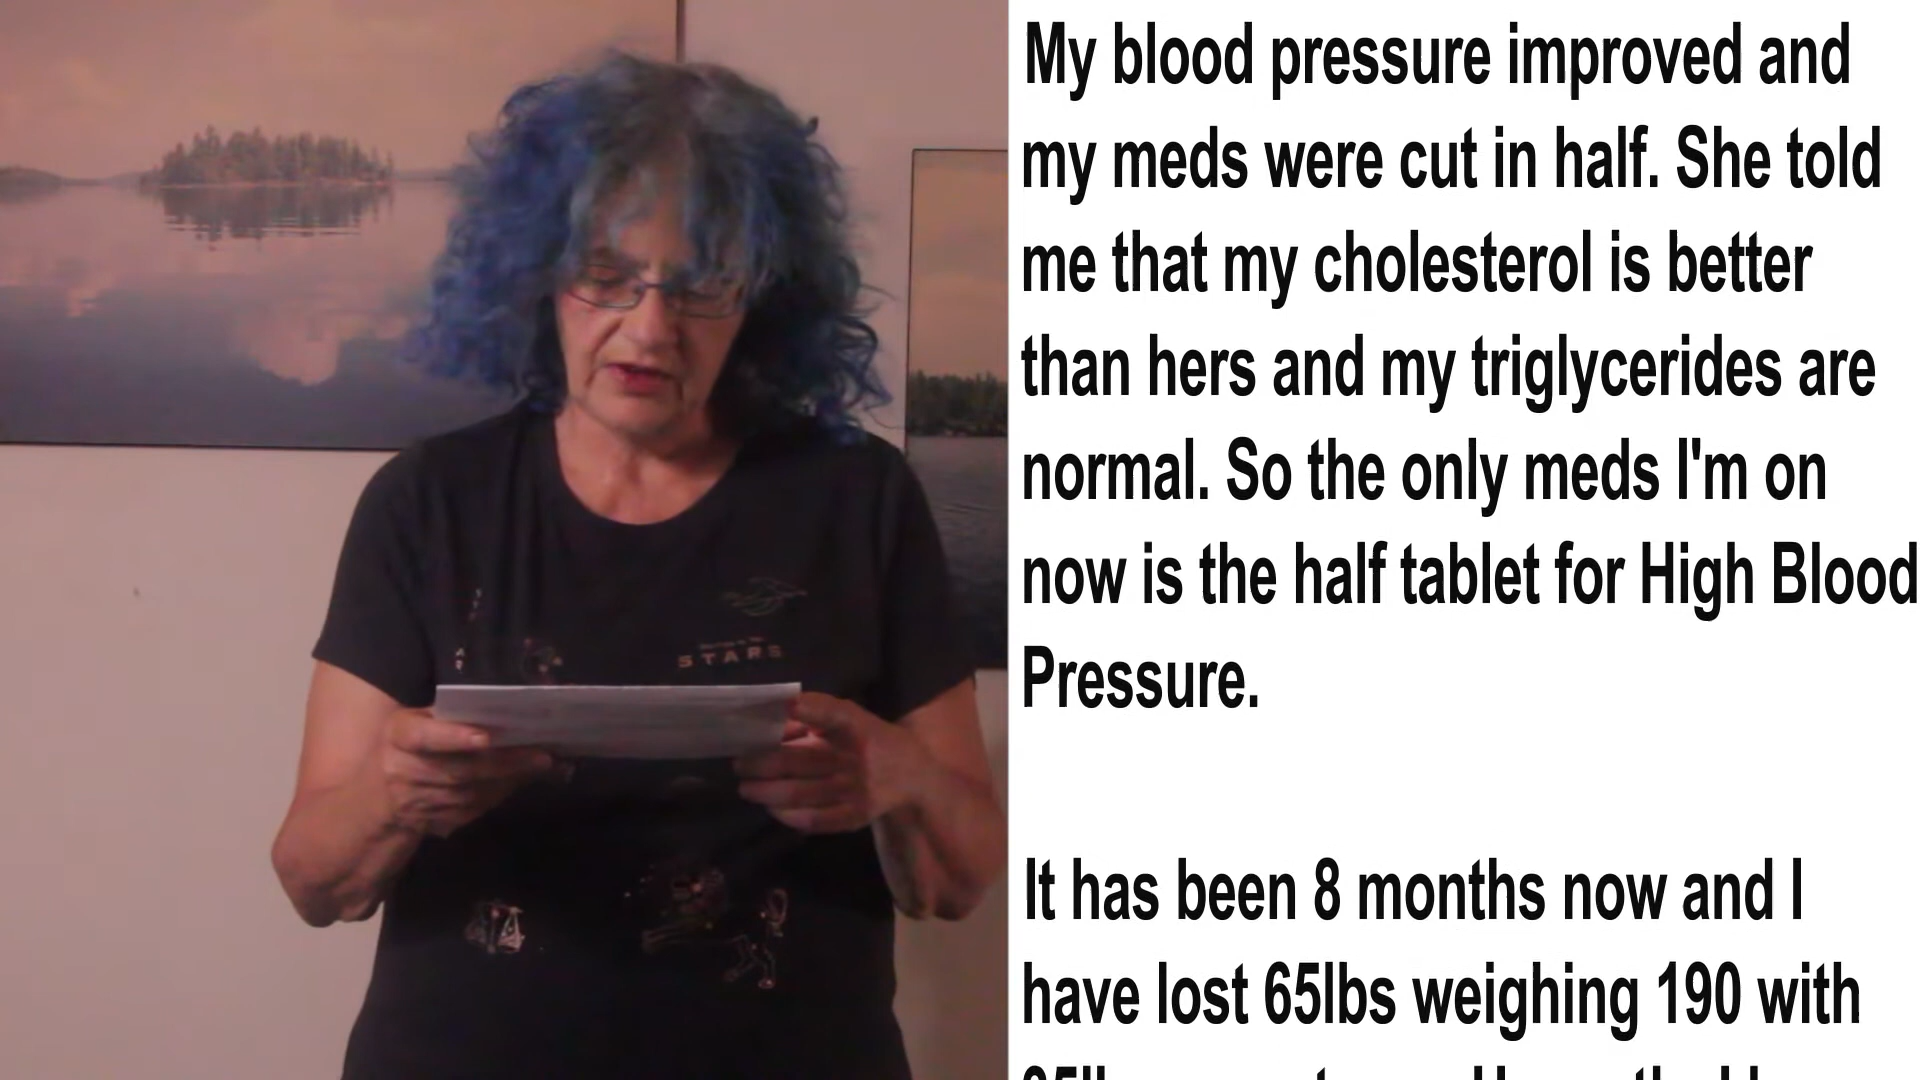 My blood pressure improved and
my meds were cut in half. She told
me that my cholesterol is better
than hers and my triglycerides are
normal. So the only meds I'm on
now is the half tablet for High Blood
Pressure.
It has been 8 months now and I
have lost 65lbs weighing 190 with
STARS